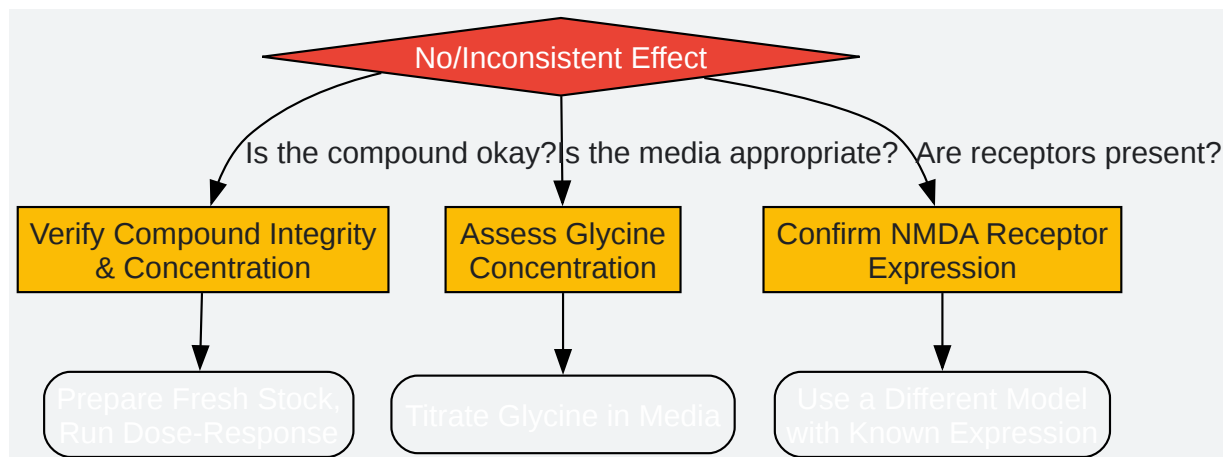 No/Inconsistent Effect
Is the compound okay?
Is the media appropriate?
Are receptors present?
Verify Compound Integrity
& Concentration
Assess Glycine
Concentration
Confirm NMDA Receptor
Expression
Prepare Fresh Stock,
Run Dose-Response
Titrate Glycine in Media
Use a Different Model
with Known Expression